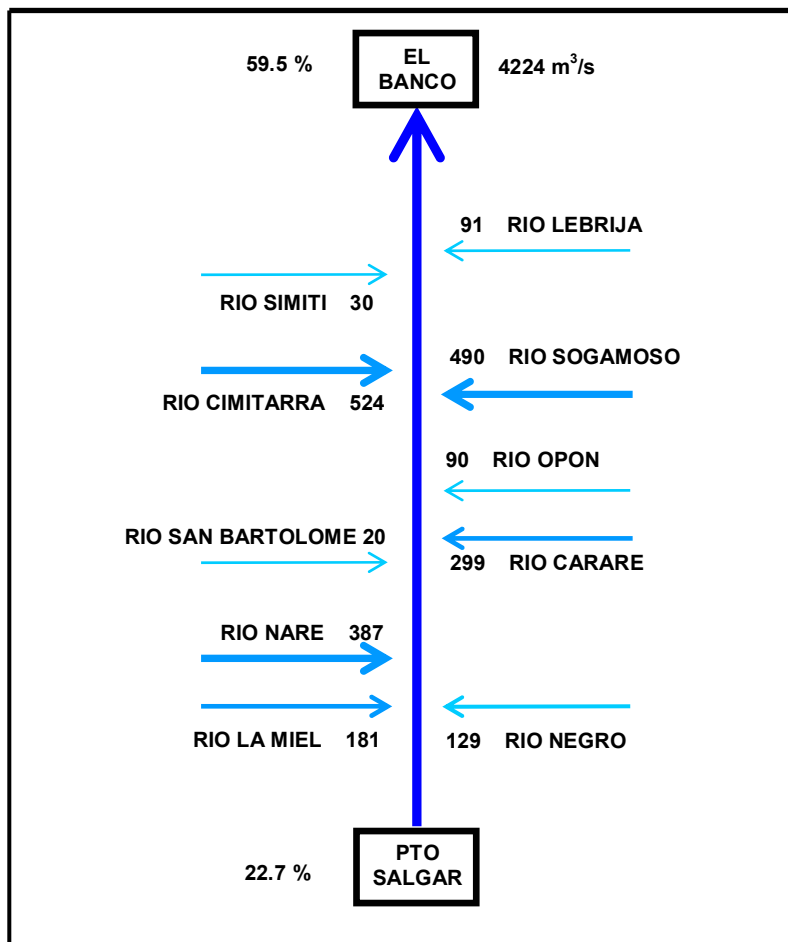 59.5 %
EL
BANCO
4224 m³/s
91 RIO LEBRIJA
RIO SIMITI 30
490 RIO SOGAMOSO
RIO CIMITARRA 524
90 RIO OPON
RIO SAN BARTOLOME 20
299 RIO CARARE
RIO NARE 387
RIO LA MIEL 181
129 RIO NEGRO
22.7 %
PTO
SALGAR